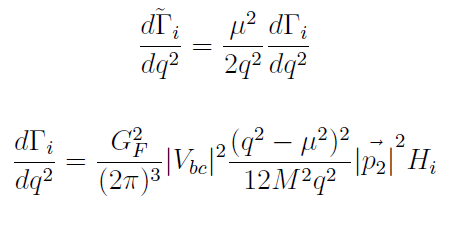 \frac{d\tilde{\Gamma}_i}{dq^2} = \frac{\mu^2}{2q^2} \frac{d\Gamma_i}{dq^2}
\frac{d\Gamma_i}{dq^2} = \frac{G_F^2}{(2\pi)^3} |V_{bc}|^2 \frac{(q^2 - \mu^2)^2}{12M^2q^2} |\vec{p_2}|^2 H_i